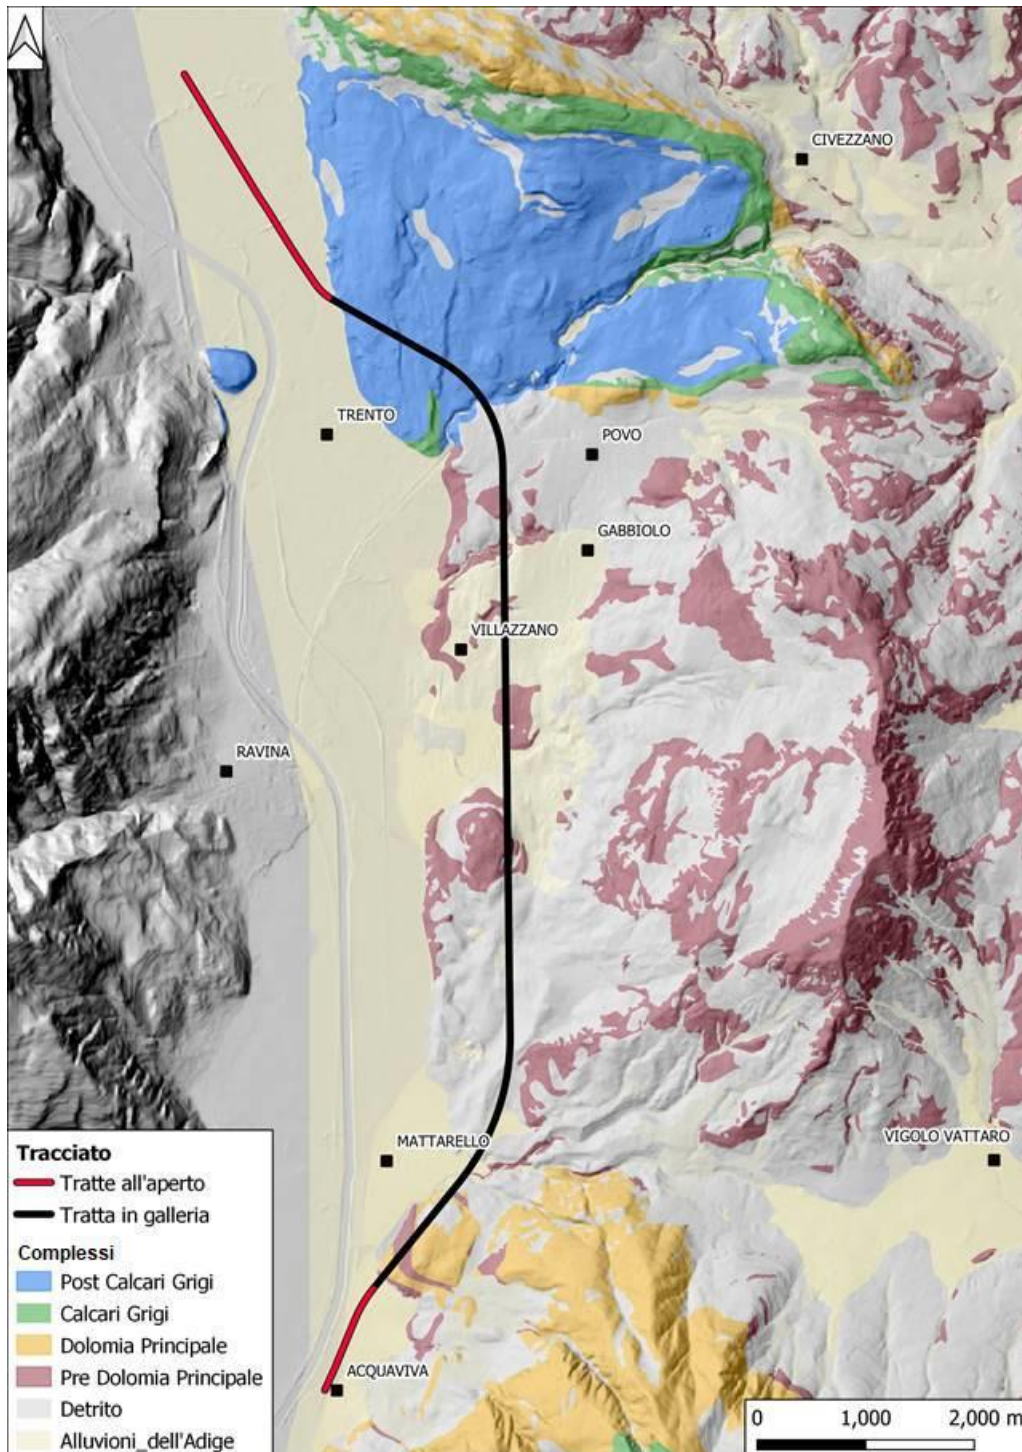 CIVEZZANO
TRENTO
POVO
GABBIOLO
VILLAZZANO
RAVINA
MATTARELLO
VIGOLO VATTARO
ACQUAVIVA
Tracciato
Tratte all'aperto
Tratta in galleria
Complessi
Post Calcari Grigi
Calcari Grigi
Dolomia Principale
Pre Dolomia Principale
Detrito
Alluvioni_dell'Adige
0 1,000 2,000 m